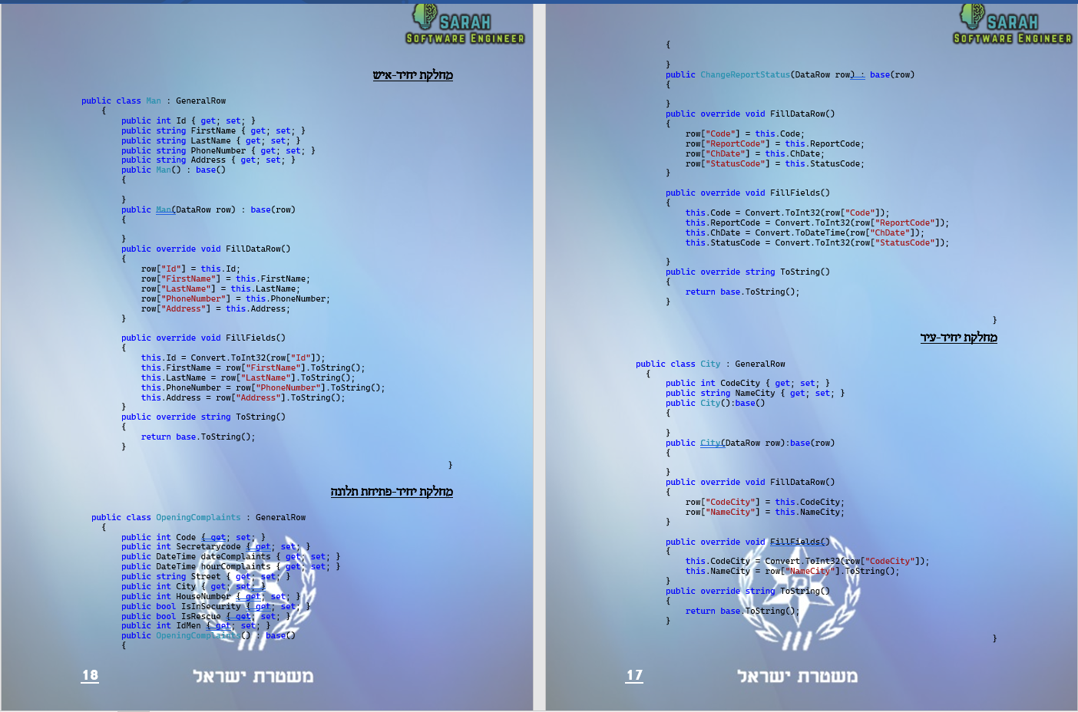 SARAH
SOFTWARE ENGINEER
{
}
public ChangeReportStatus(DataRow row) : base(row)
{
}
public override void FillDataRow()
{
row["Code"] = this.Code;
row["ReportCode"] = this.ReportCode;
row["ChDate"] = this.ChDate;
row["StatusCode"] = this.StatusCode;
}
public override void FillFields()
{
this.Code = Convert.ToInt32(row["Code"]);
this.ReportCode = Convert.ToInt32(row["ReportCode"]);
this.ChDate = Convert.ToDateTime(row["ChDate"]);
this.StatusCode = Convert.ToInt32(row["StatusCode"]);
}
public override string ToString()
{
return base.ToString();
}
}
מחלקת יחיד-עיר
public class City : GeneralRow
{
public int CodeCity { get; set; }
public string NameCity { get; set; }
public City():base()
{
}
public City(DataRow row):base(row)
{
}
public override void FillDataRow()
{
row["CodeCity"] = this.CodeCity;
row["NameCity"] = this.NameCity;
}
public override void FillFields()
{
this.CodeCity = Convert.ToInt32(row["CodeCity"]);
this.NameCity = row["NameCity"].ToString();
}
public override string ToString()
{
return base.ToString();
}
}
משטרת ישראל
17
SARAH
SOFTWARE ENGINEER
מחלקת יחיד-איש
public class Man : GeneralRow
{
public int Id { get; set; }
public string FirstName { get; set; }
public string LastName { get; set; }
public string PhoneNumber { get; set; }
public string Address { get; set; }
public Man() : base()
{
}
public Man(DataRow row) : base(row)
{
}
public override void FillDataRow()
{
row["Id"] = this.Id;
row["FirstName"] = this.FirstName;
row["LastName"] = this.LastName;
row["PhoneNumber"] = this.PhoneNumber;
row["Address"] = this.Address;
}
public override void FillFields()
{
this.Id = Convert.ToInt32(row["Id"]);
this.FirstName = row["FirstName"].ToString();
this.LastName = row["LastName"].ToString();
this.PhoneNumber = row["PhoneNumber"].ToString();
this.Address = row["Address"].ToString();
}
public override string ToString()
{
return base.ToString();
}
}
מחלקת יחיד-פתיחת תלונה
public class OpeningComplaints : GeneralRow
{
public int Code { get; set; }
public int Secretarycode { get; set; }
public DateTime dateComplaints { get; set; }
public DateTime hourComplaints { get; set; }
public string Street { get; set; }
public int City { get; set; }
public int HouseNumber { get; set; }
public bool IsInSecurity { get; set; }
public bool IsRescue { get; set; }
public int IdMen { get; set; }
public OpeningComplaints() : base()
{
משטרת ישראל
18